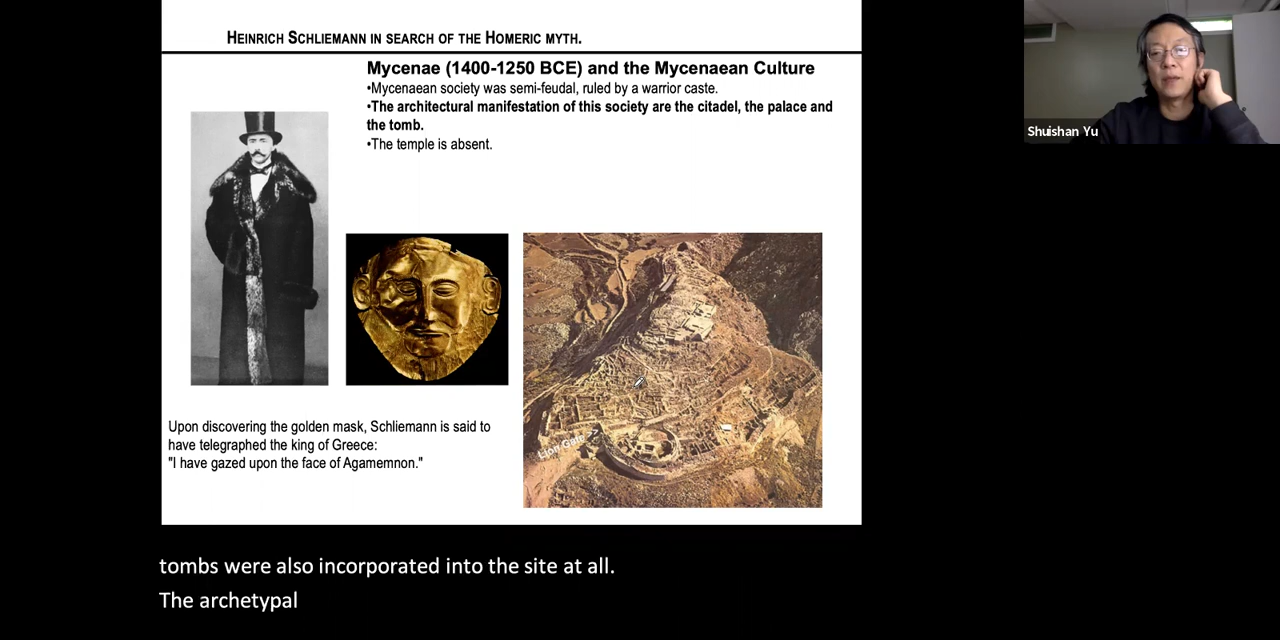 HEINRICH SCHLIEMANN IN SEARCH OF THE HOMERIC MYTH.
Mycenae (1400-1250 BCE) and the Mycenaean Culture
•Mycenaean society was semi-feudal, ruled by a warrior caste.
•The architectural manifestation of this society are the citadel, the palace and
the tomb.
•The temple is absent.
Shuishan Yu
Lion Gate
Upon discovering the golden mask, Schliemann is said to
have telegraphed the king of Greece:
"I have gazed upon the face of Agamemnon."
tombs were also incorporated into the site at all.
The archetypal